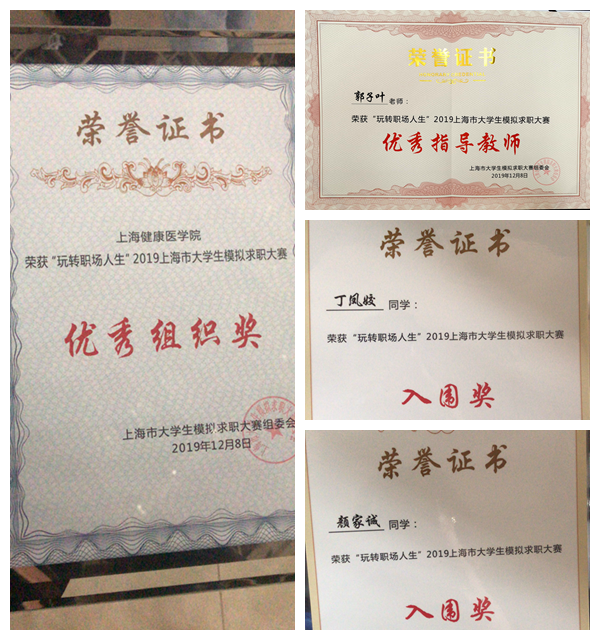 荣誉证书
上海健康医学院
荣获“玩转职场人生”2019上海市大学生模拟求职大赛
优秀组织奖
上海市大学生模拟求职大赛组委会
2019年12月8日
荣誉证书
郭子叶 老师：
荣获“玩转职场人生”2019上海市大学生模拟求职大赛
优秀指导教师
上海市大学生模拟求职大赛组委会
2019年12月8日
荣誉证书
丁凤姣 同学：
荣获“玩转职场人生”2019上海市大学生模拟求职大赛
入围奖
荣誉证书
颜家诚 同学：
荣获“玩转职场人生”2019上海市大学生模拟求职大赛
入围奖